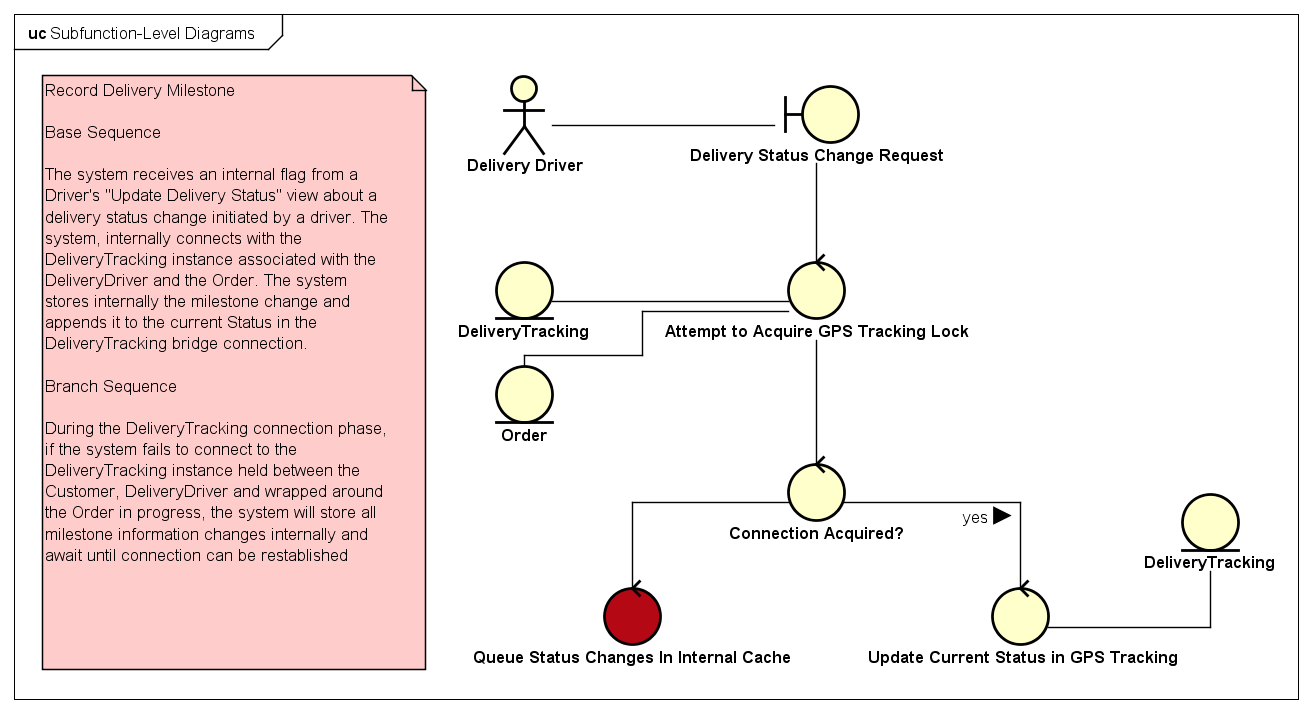 uc Subfunction-Level Diagrams
Record Delivery Milestone
Base Sequence
The system receives an internal flag from a
Driver's "Update Delivery Status" view about a
delivery status change initiated by a driver. The
system, internally connects with the
DeliveryTracking instance associated with the
DeliveryDriver and the Order. The system
stores internally the milestone change and
appends it to the current Status in the
DeliveryTracking bridge connection.
Branch Sequence
During the DeliveryTracking connection phase,
if the system fails to connect to the
DeliveryTracking instance held between the
Customer, DeliveryDriver and wrapped around
the Order in progress, the system will store all
milestone information changes internally and
await until connection can be restablished
Delivery Driver
Delivery Status Change Request
DeliveryTracking
Attempt to Acquire GPS Tracking Lock
Order
Connection Acquired?
yes
DeliveryTracking
Queue Status Changes In Internal Cache
Update Current Status in GPS Tracking